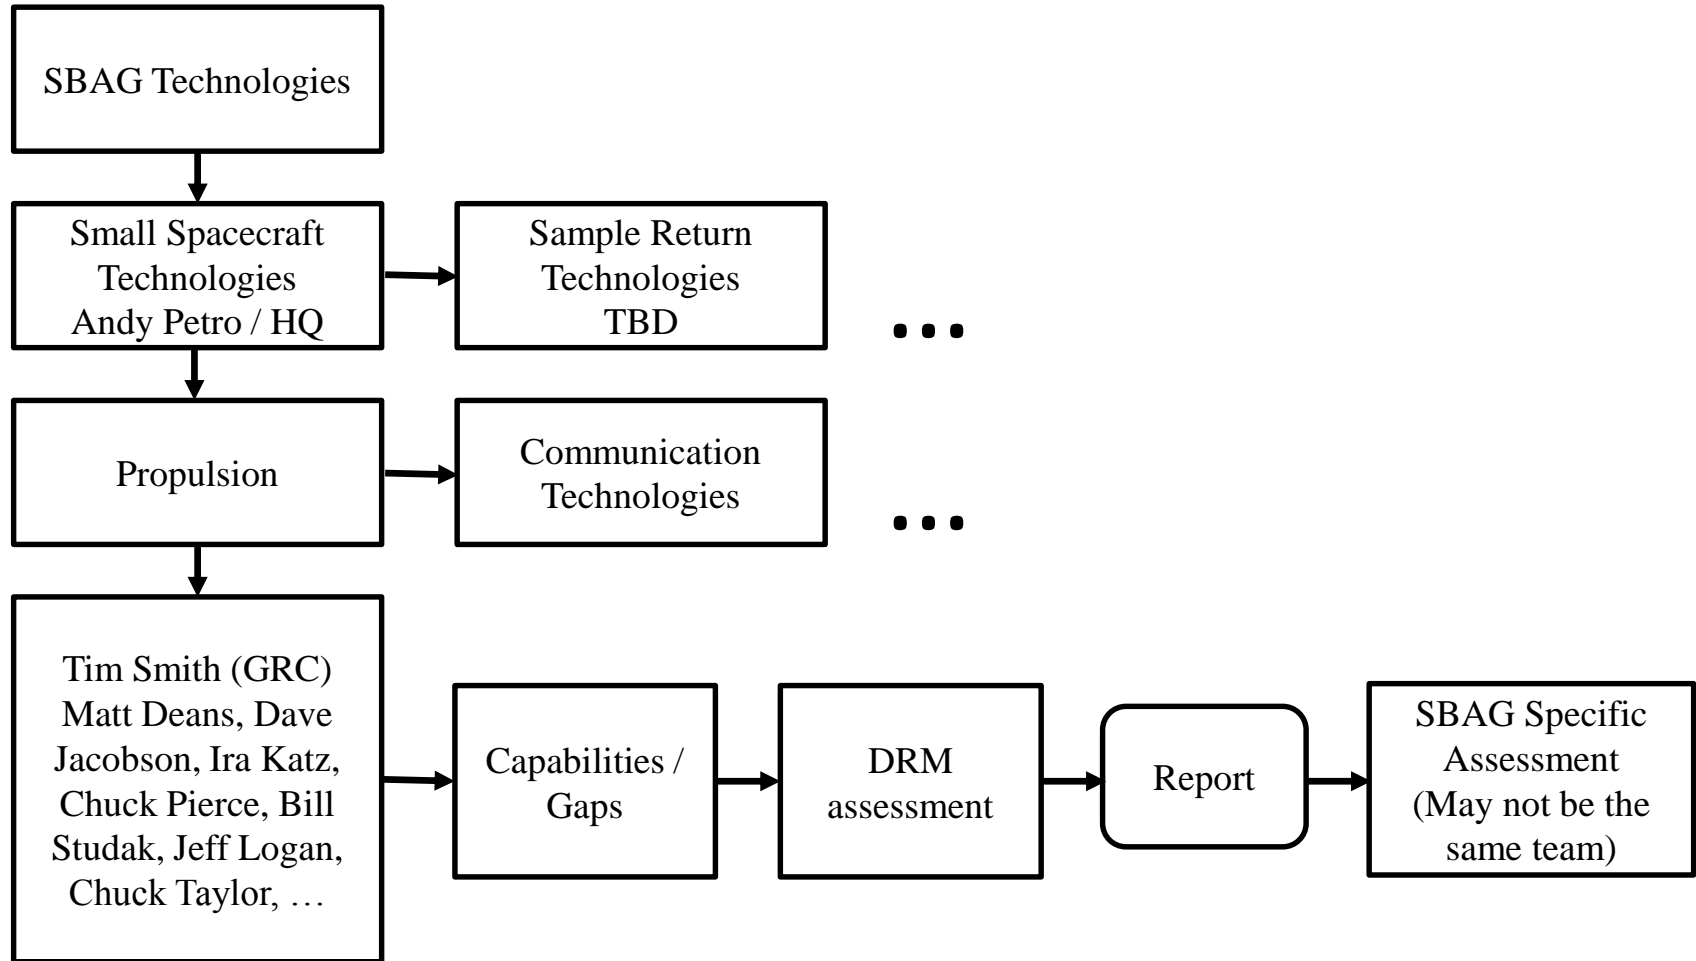 SBAG Technologies
Small Spacecraft
Technologies
Andy Petro / HQ
Sample Return
Technologies
TBD
...
Propulsion
Communication
Technologies
...
Tim Smith (GRC)
Matt Deans, Dave
Jacobson, Ira Katz,
Chuck Pierce, Bill
Studak, Jeff Logan,
Chuck Taylor, …
Capabilities /
Gaps
DRM
assessment
Report
SBAG Specific
Assessment
(May not be the
same team)